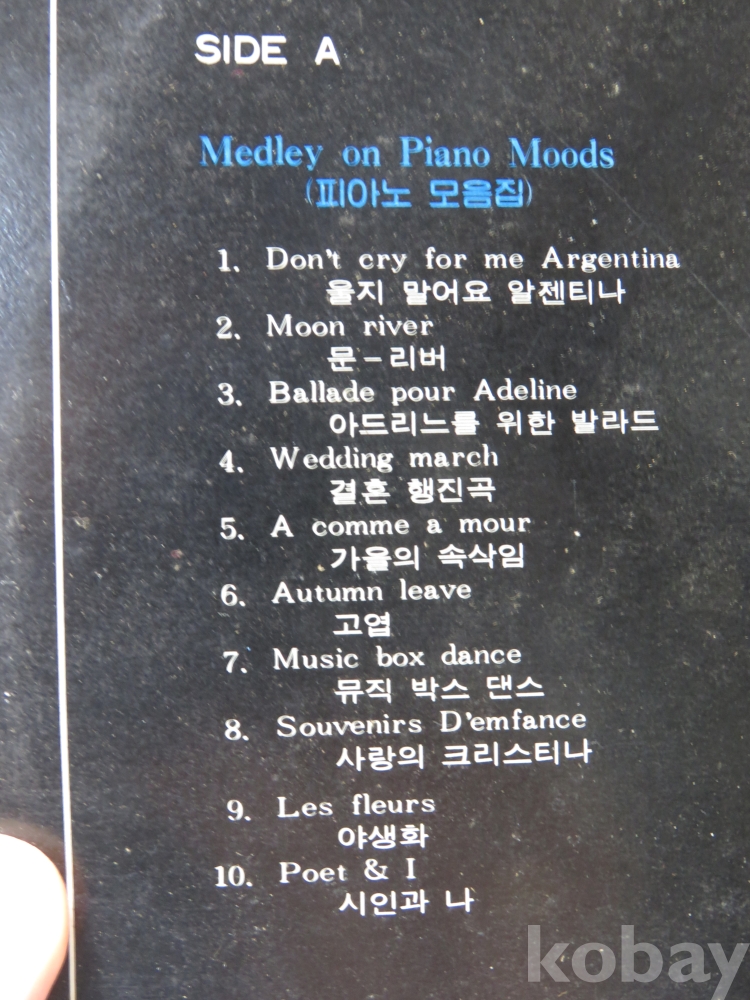 SIDE A
Medley on Piano Moods
(피아노 모음집)
1. Don't cry for me Argentina
울지 말어요 알젠티나
2. Moon river
문-리버
3. Ballade pour Adeline
아드리느를 위한 발라드
4. Wedding march
결혼 행진곡
5. A comme a mour
가을의 속삭임
6. Autumn leave
고엽
7. Music box dance
뮤직 박스 댄스
8. Souvenirs D'emfance
사랑의 크리스티나
9. Les fleurs
야생화
10. Poet & I
시인과 나
kobay